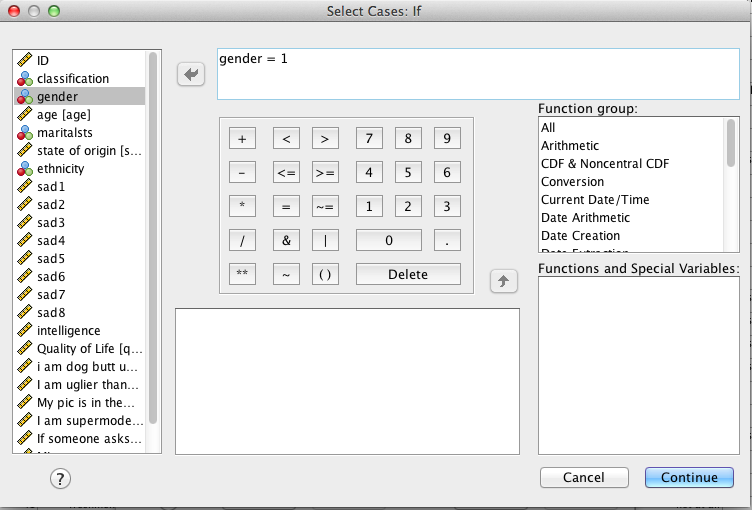 Select Cases: If
ID
classification
gender
age [age]
maritalsts
state of origin [s...
ethnicity
sad1
sad2
sad3
sad4
sad5
sad6
sad7
sad8
intelligence
Quality of Life [q...
i am dog butt u...
I am uglier than...
My pic is in the...
I am supermode...
If someone asks...
gender = 1
+ < > 7 8 9
- <= >= 4 5 6
* = ~= 1 2 3
/ & | 0 .
** ~ () Delete
Function group:
All
Arithmetic
CDF & Noncentral CDF
Conversion
Current Date/Time
Date Arithmetic
Date Creation
Date Extraction
Functions and Special Variables:
?
Cancel
Continue